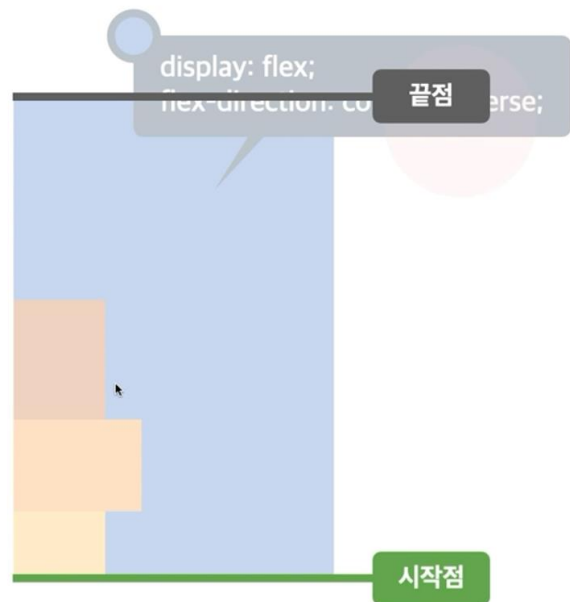 display: flex;
flex-direction: co erse;
끝점
시작점